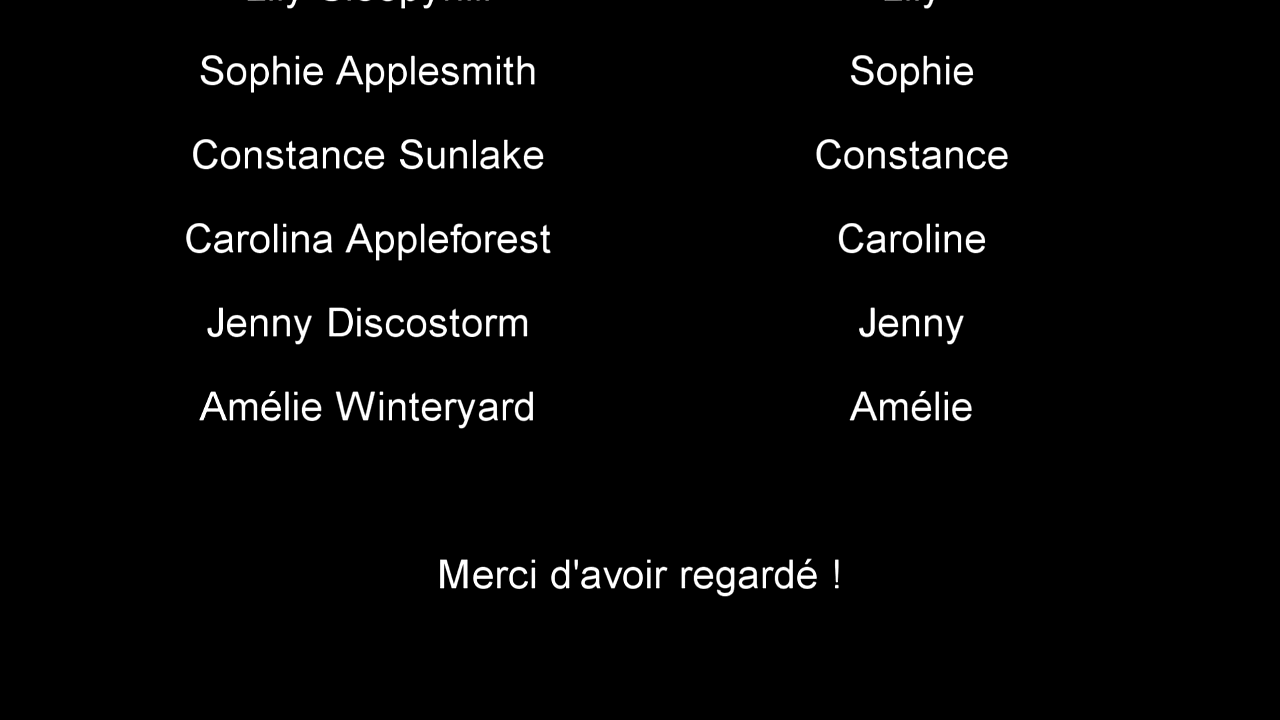 Sophie Applesmith Sophie
Constance Sunlake Constance
Carolina Appleforest Caroline
Jenny Discostorm Jenny
Amélie Winteryard Amélie
Merci d'avoir regardé !